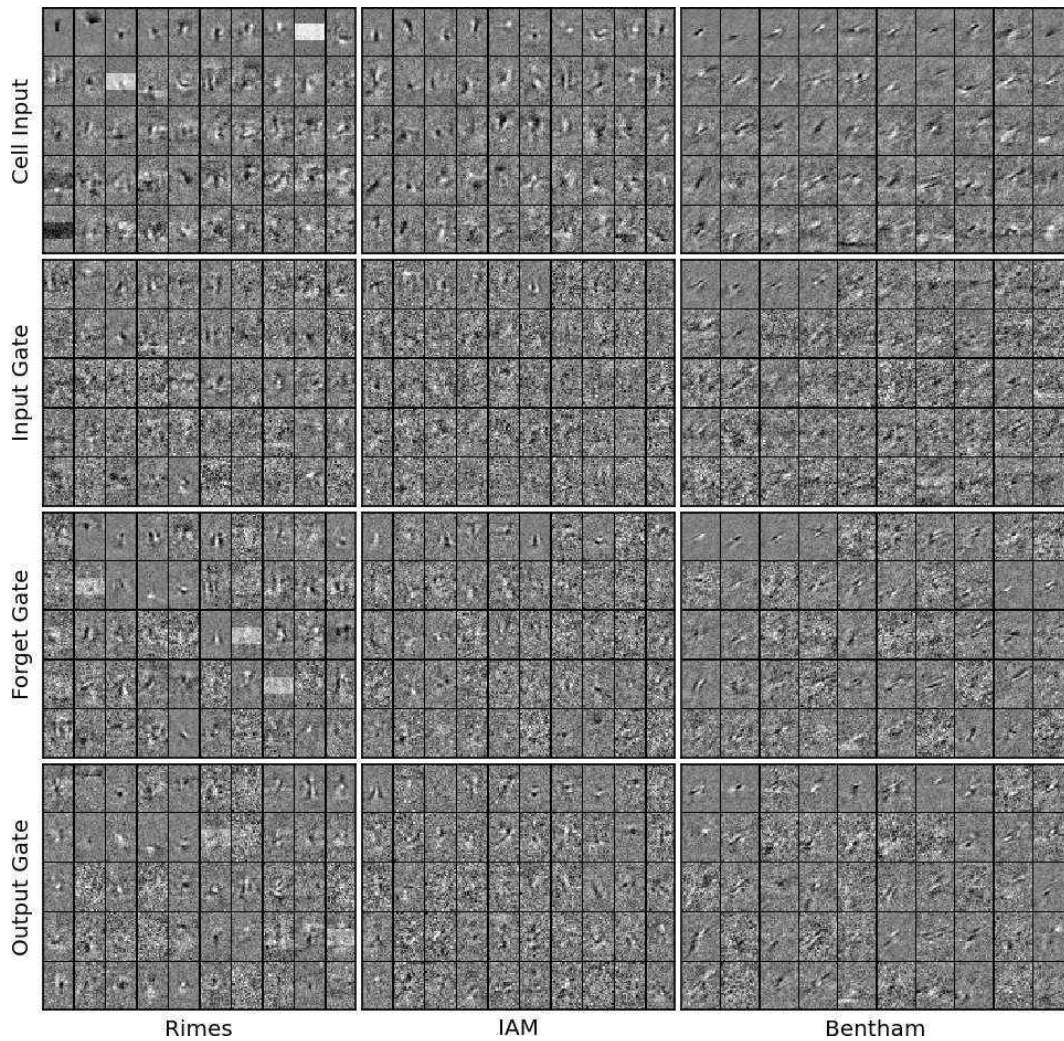 Cell Input
Input Gate
Forget Gate
Output Gate
Rimes
IAM
Bentham